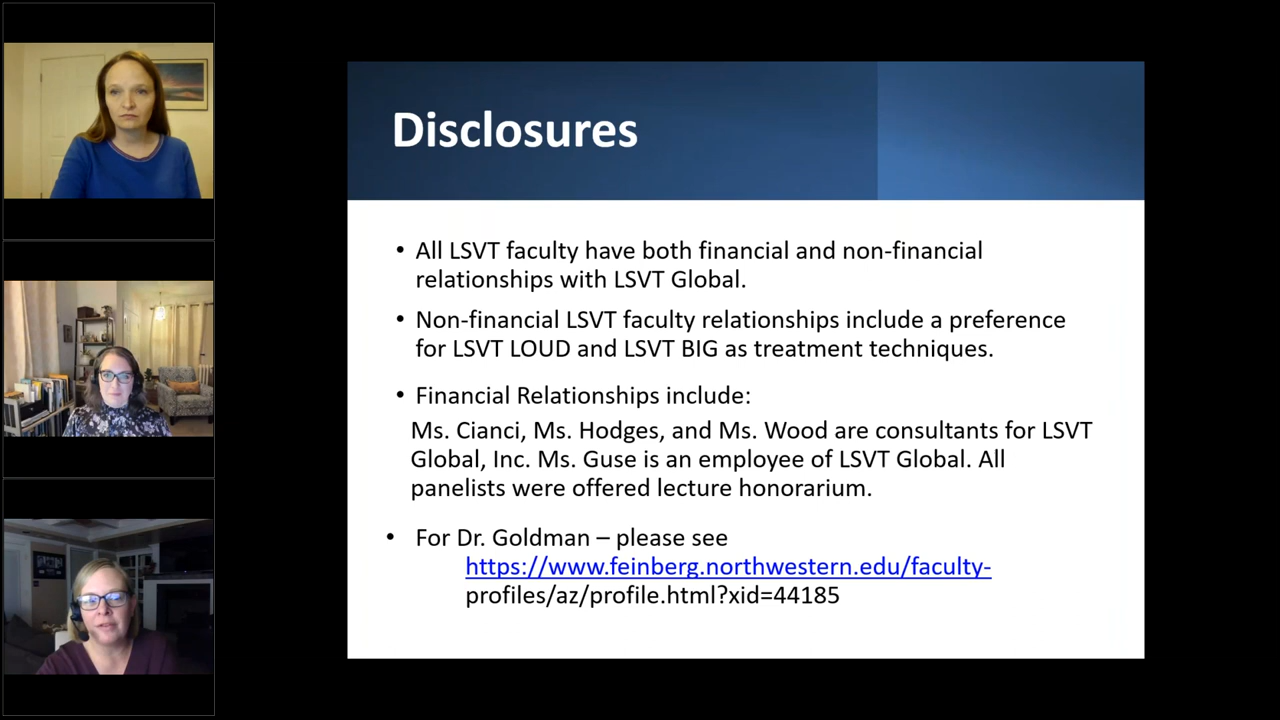 Disclosures
• All LSVT faculty have both financial and non-financial
relationships with LSVT Global.
• Non-financial LSVT faculty relationships include a preference
for LSVT LOUD and LSVT BIG as treatment techniques.
• Financial Relationships include:
Ms. Cianci, Ms. Hodges, and Ms. Wood are consultants for LSVT
Global, Inc. Ms. Guse is an employee of LSVT Global. All
panelists were offered lecture honorarium.
• For Dr. Goldman – please see
https://www.feinberg.northwestern.edu/faculty-
profiles/az/profile.html?xid=44185